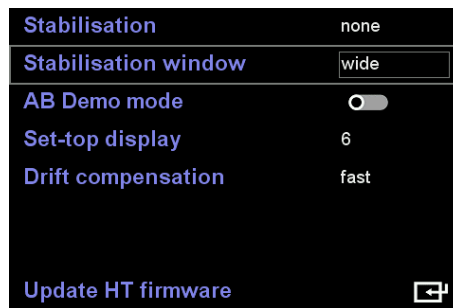 Stabilisation none
Stabilisation window wide
AB Demo mode
Set-top display 6
Drift compensation fast
Update HT firmware